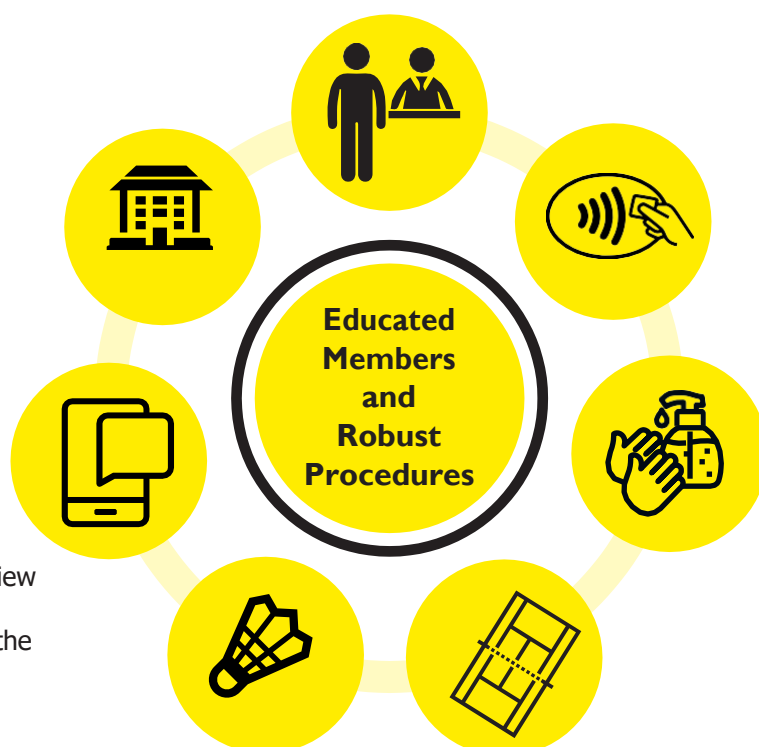 Educated
Members
and
Robust
Procedures
iew
the